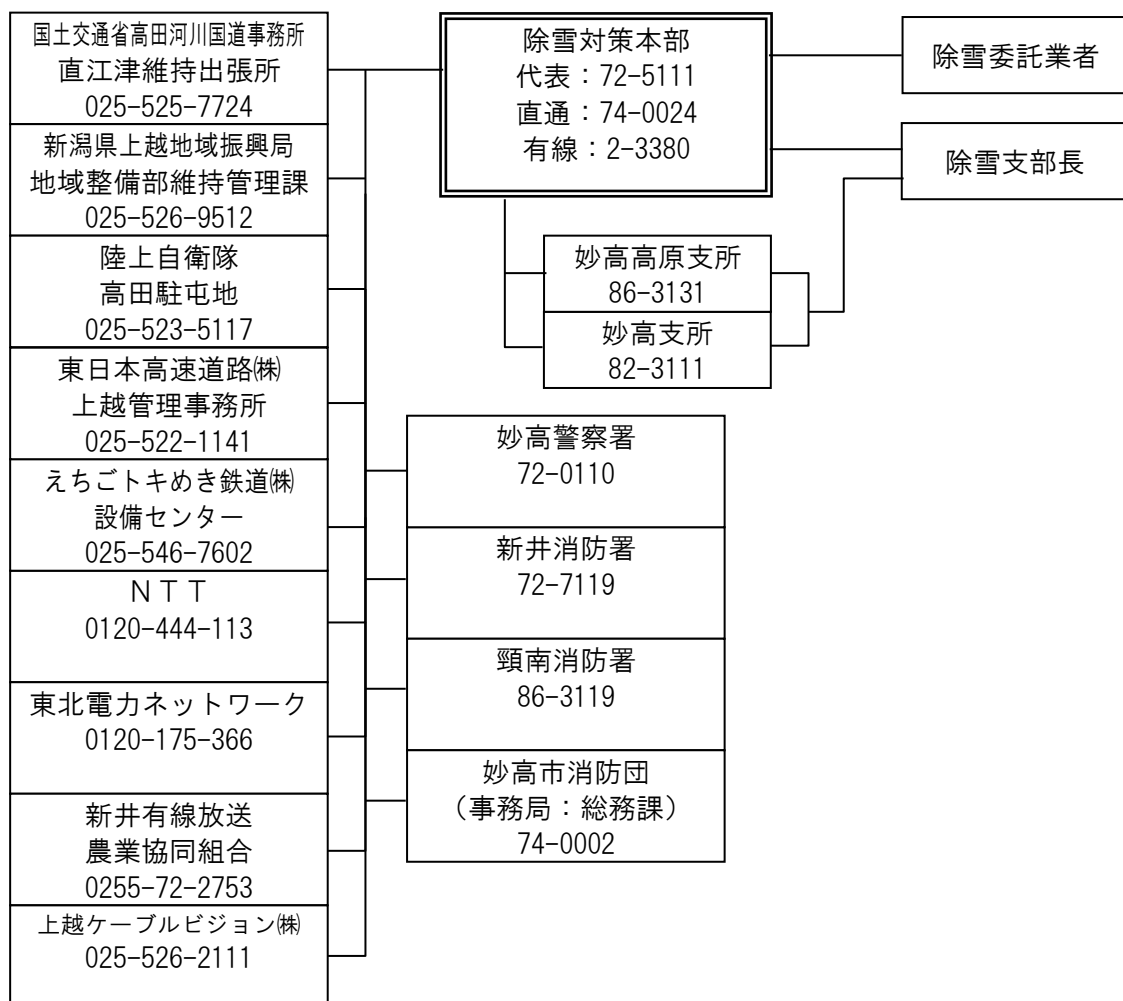 国土交通省高田河川国道事務所
直江津維持出張所
025-525-7724
新潟県上越地域振興局
地域整備部維持管理課
025-526-9512
陸上自衛隊
高田駐屯地
025-523-5117
東日本高速道路㈱
上越管理事務所
025-522-1141
えちごトキめき鉄道㈱
設備センター
025-546-7602
ＮＴＴ
0120-444-113
東北電力ネットワーク
0120-175-366
新井有線放送
農業協同組合
0255-72-2753
上越ケーブルビジョン㈱
025-526-2111
除雪対策本部
代表：72-5111
直通：74-0024
有線：2-3380
妙高高原支所
86-3131
妙高支所
82-3111
妙高警察署
72-0110
新井消防署
72-7119
頸南消防署
86-3119
妙高市消防団
（事務局：総務課）
74-0002
除雪委託業者
除雪支部長